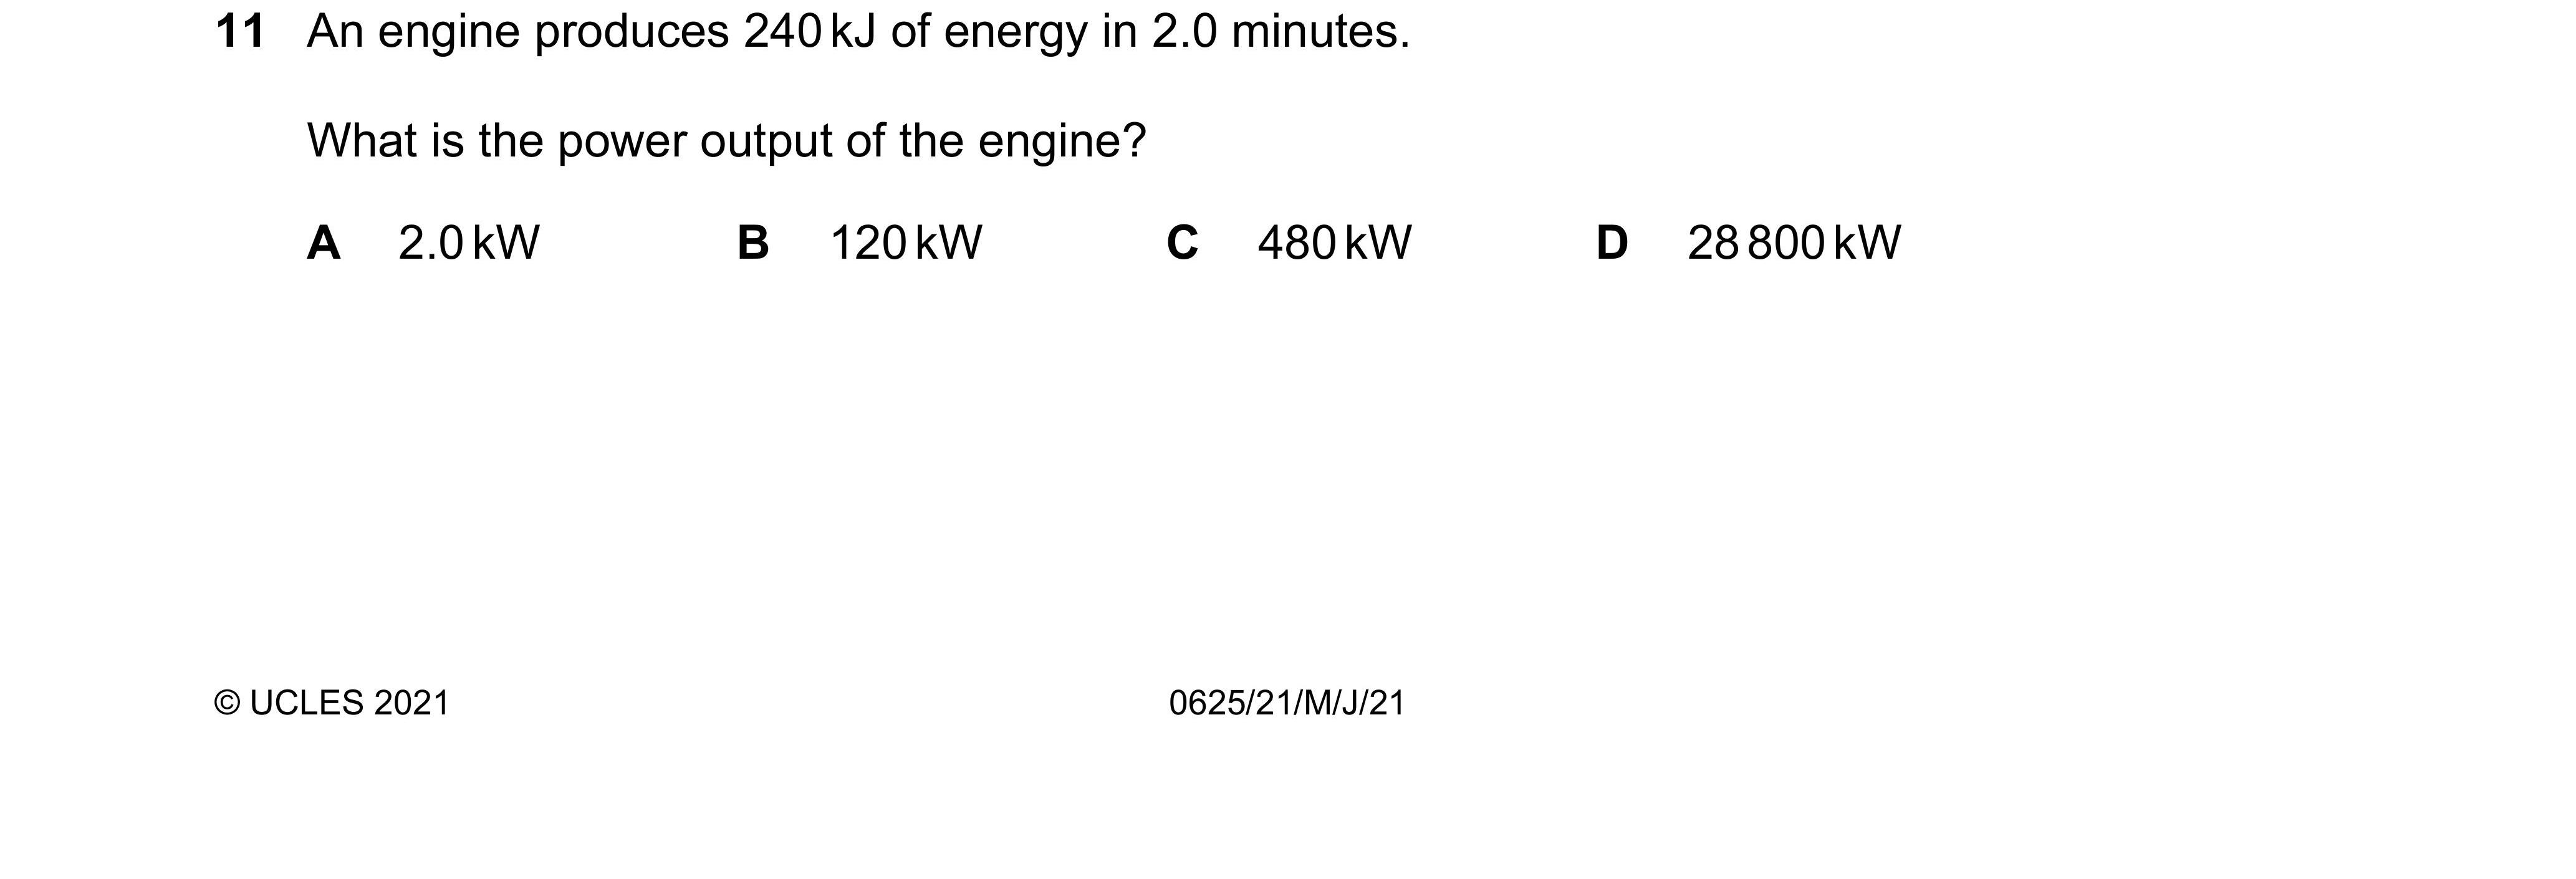 11 An engine produces 240 kJ of energy in 2.0 minutes.
What is the power output of the engine?
A 2.0 kW B 120 kW C 480 kW D 28 800 kW
© UCLES 2021 0625/21/M/J/21